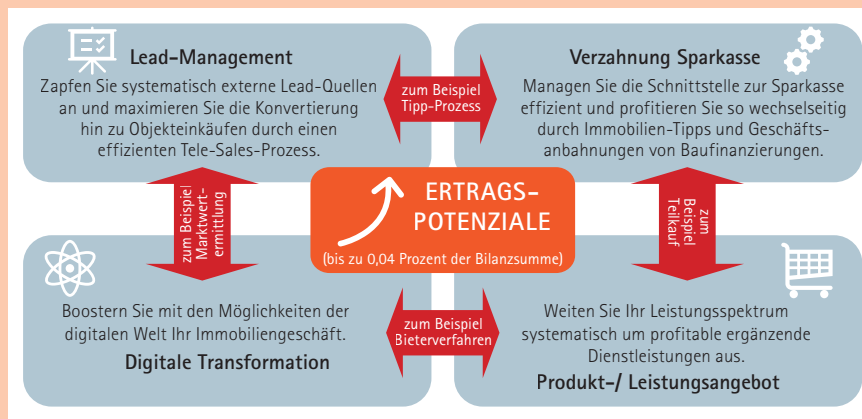 Lead-Management
Zapfen Sie systematisch externe Lead-Quellen
an und maximieren Sie die Konvertierung
hin zu Objekteinkäufen durch einen
effizienten Tele-Sales-Prozess.
zum Beispiel
Tipp-Prozess
Verzahnung Sparkasse
Managen Sie die Schnittstelle zur Sparkasse
effizient und profitieren Sie so wechselseitig
durch Immobilien-Tipps und Geschäfts-
anbahnungen von Baufinanzierungen.
zum Beispiel
Marktwert-
ermittlung
ERTRAGS-
POTENZIALE
(bis zu 0,04 Prozent der Bilanzsumme)
zum
Beispiel
Teilkauf
Boostern Sie mit den Möglichkeiten der
digitalen Welt Ihr Immobiliengeschäft.
Digitale Transformation
zum Beispiel
Bieterverfahren
Weiten Sie Ihr Leistungsspektrum
systematisch um profitable ergänzende
Dienstleistungen aus.
Produkt-/ Leistungsangebot